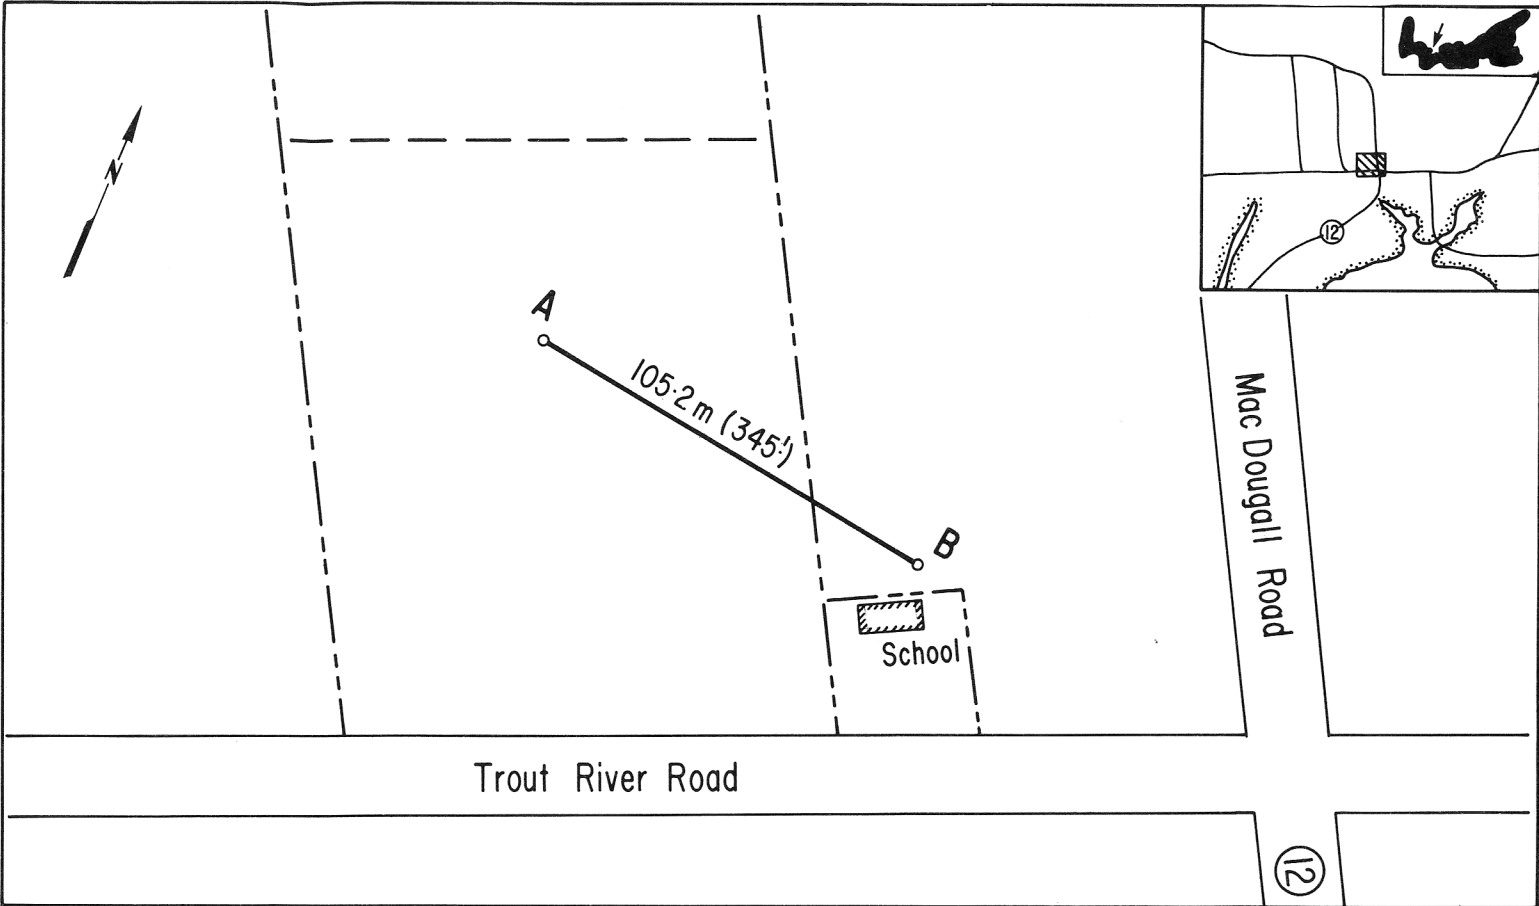 N
12
A
105·2 m (345')
B
Mac Dougall Road
School
Trout River Road
12